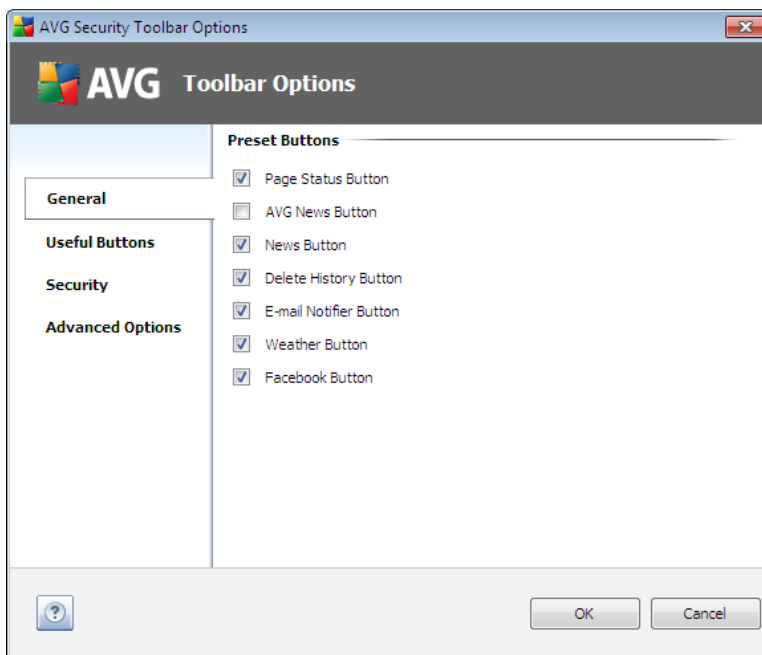 AVG Security Toolbar Options
AVG Toolbar Options
Preset Buttons
Page Status Button
General
AVG News Button
Useful Buttons
News Button
Security
Delete History Button
E-mail Notifier Button
Advanced Options
Weather Button
Facebook Button
?
OK
Cancel